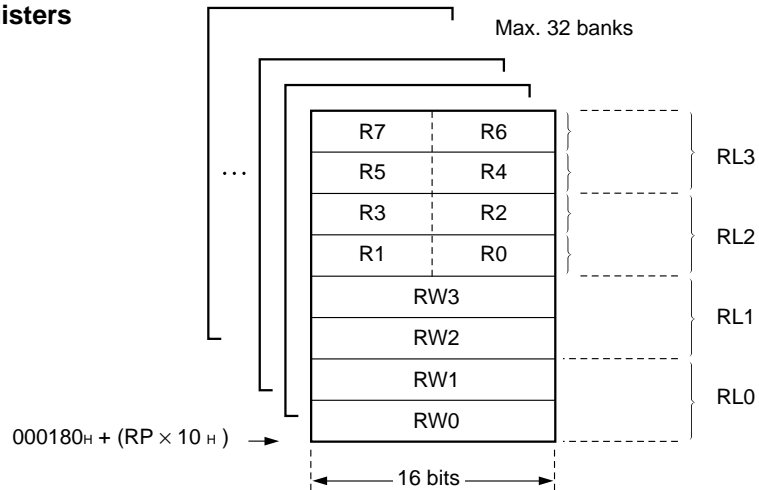 isters
Max. 32 banks
R7 R6
R5 R4
RL3
...
R3 R2
R1 R0
RL2
RW3
RW2
RL1
RW1
RW0
RL0
000180H + (RP × 10 H )
16 bits